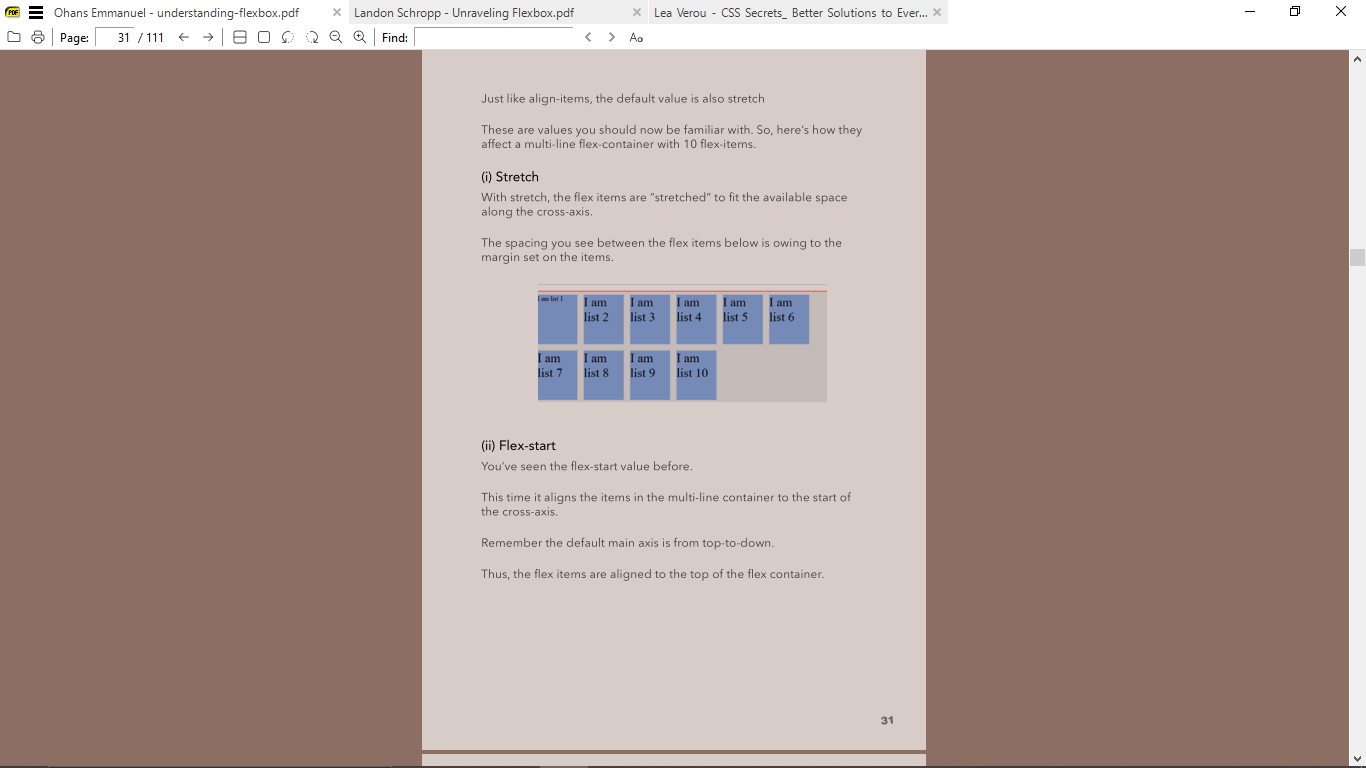 Ohans Emmanuel - understanding-flexbox.pdf
Landon Schropp - Unraveling Flexbox.pdf
Lea Verou - CSS Secrets_ Better Solutions to Ever...
PDF
Page: 31 / 111
Find:
Aa
Just like align-items, the default value is also stretch
These are values you should now be familiar with. So, here's how they
affect a multi-line flex-container with 10 flex-items.
(i) Stretch
With stretch, the flex items are “stretched” to fit the available space
along the cross-axis.
The spacing you see between the flex items below is owing to the
margin set on the items.
I am list 1
I am
list 2
I am
list 3
I am
list 4
I am
list 5
I am
list 6
I am
list 7
I am
list 8
I am
list 9
I am
list 10
(ii) Flex-start
You've seen the flex-start value before.
This time it aligns the items in the multi-line container to the start of
the cross-axis.
Remember the default main axis is from top-to-down.
Thus, the flex items are aligned to the top of the flex container.
31